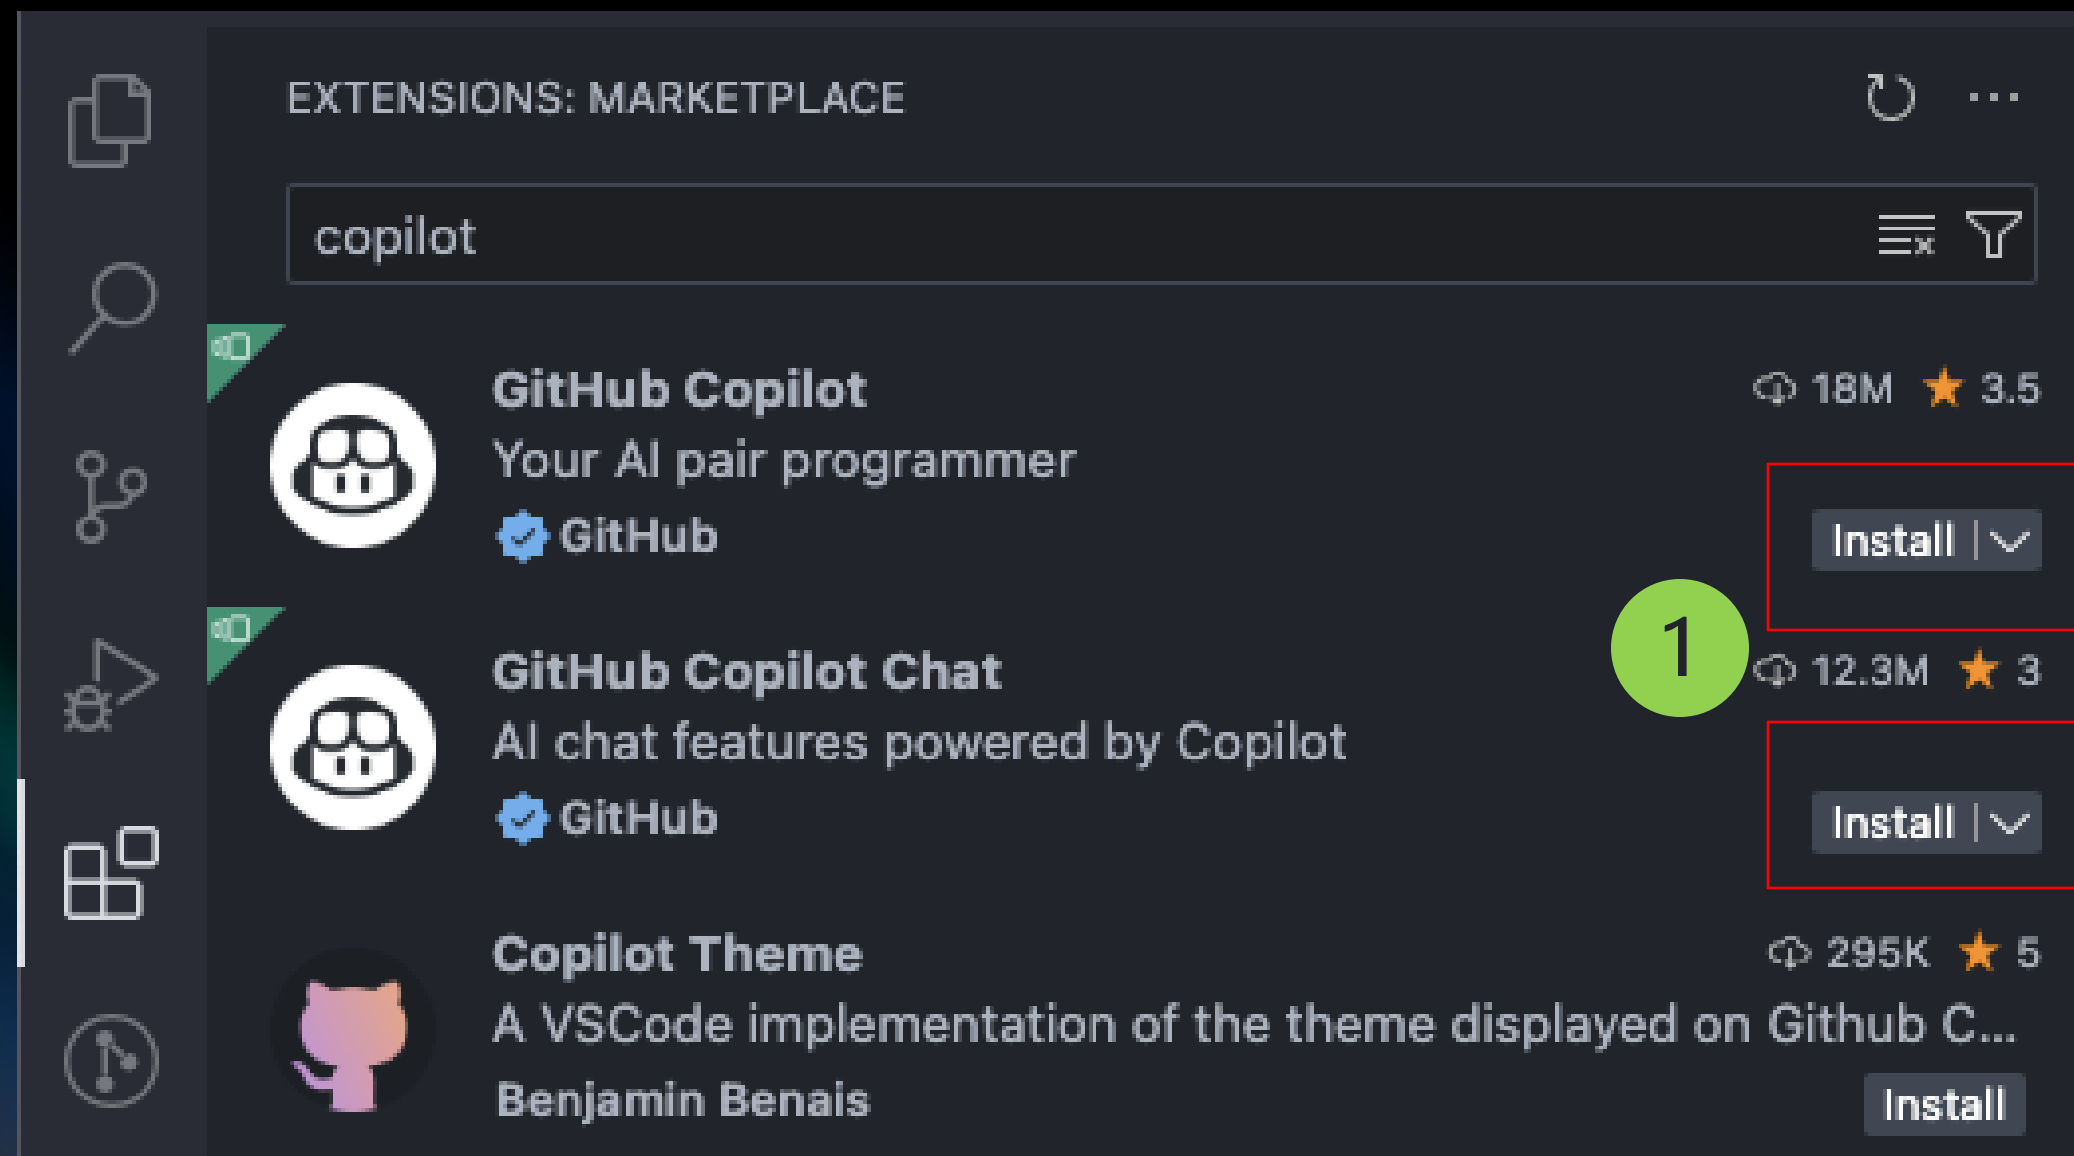 EXTENSIONS: MARKETPLACE
copilot
GitHub Copilot 18M 3.5
Your AI pair programmer
GitHub Install
1
GitHub Copilot Chat 12.3M 3
AI chat features powered by Copilot
GitHub Install
Copilot Theme 295K 5
A VSCode implementation of the theme displayed on Github C...
Benjamin Benais Install